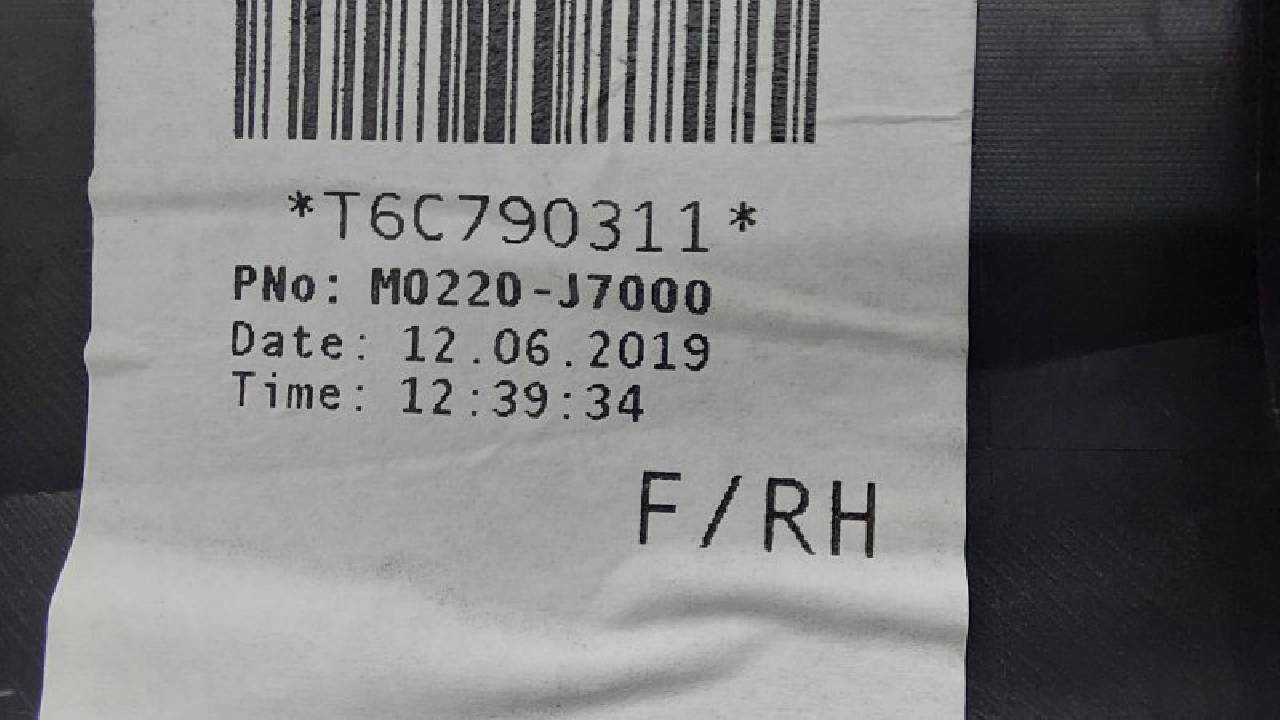 *T6C790311*
PNo: M0220-J7000
Date: 12.06.2019
Time: 12:39:34
F/RH